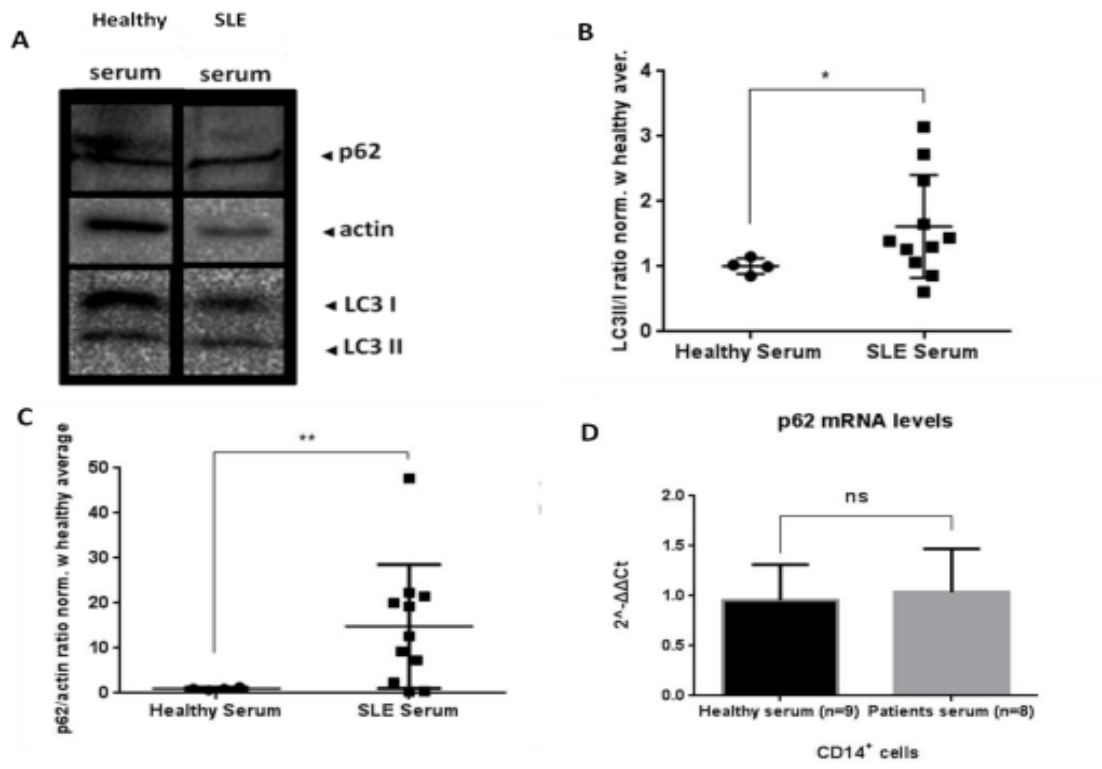 A
Healthy SLE
serum serum
p62
actin
LC3 I
LC3 II
B
LC3II/I ratio norm. w healthy aver.
4
3
2
1
0
*
Healthy Serum SLE Serum
C
p62/actin ratio norm. w healthy average
50
40
30
20
10
0
**
Healthy Serum SLE Serum
D
p62 mRNA levels
2^-ΔΔCt
2.0
1.5
1.0
0.5
0.0
ns
Healthy serum (n=9) Patients serum (n=8)
CD14⁺ cells